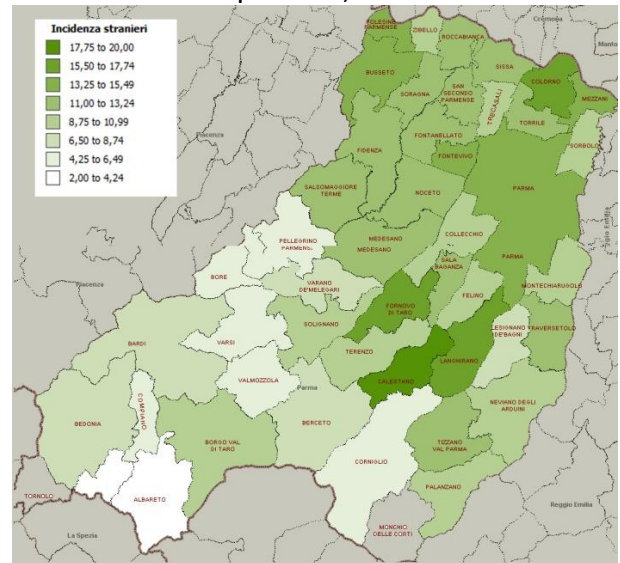 Incidenza stranieri
17,75 to 20,00
15,50 to 17,74
13,25 to 15,49
11,00 to 13,24
8,75 to 10,99
6,50 to 8,74
4,25 to 6,49
2,00 to 4,24
Cremona
POLESINE
PARMENSE
ZIBELLO
ROCCABIANCA
BUSSETO
SISSA
COLORNO
MEZZANI
SORAGNA
SAN
SECONDO
PARMENSE
TRECASALI
TORRILE
SORBOLO
Piacenza
FIDENZA
FONTANELLATO
FONTEVIVO
PARMA
SALSOMAGGIORE
TERME
NOCETO
COLLECCHIO
PELLEGRINO
PARMENSE
MEDESANO
MEDESANO
SALA
BAGANZA
PARMA
MONTECHIARUGOLO
BORE
VARANO
DE'MELEGARI
FORNOVO
DI TARO
FELINO
Piacenza
SOLIGNANO
LESIGNANO
DE'BAGNI
TRAVERSETOLO
BARDI
VARSI
TERENZO
LANGHIRANO
VALMOZZOLA
Parma
CALESTANO
COMPIANO
NEVIANO DEGLI
ARDUINI
BEDONIA
BERCETO
BORGO VAL
DI TARO
TIZZANO
VAL PARMA
CORNIGLIO
PALANZANO
TORNOLO
ALBARETO
Reggio Emilia
MONCHIO
DELLE CORTI
La Spezia